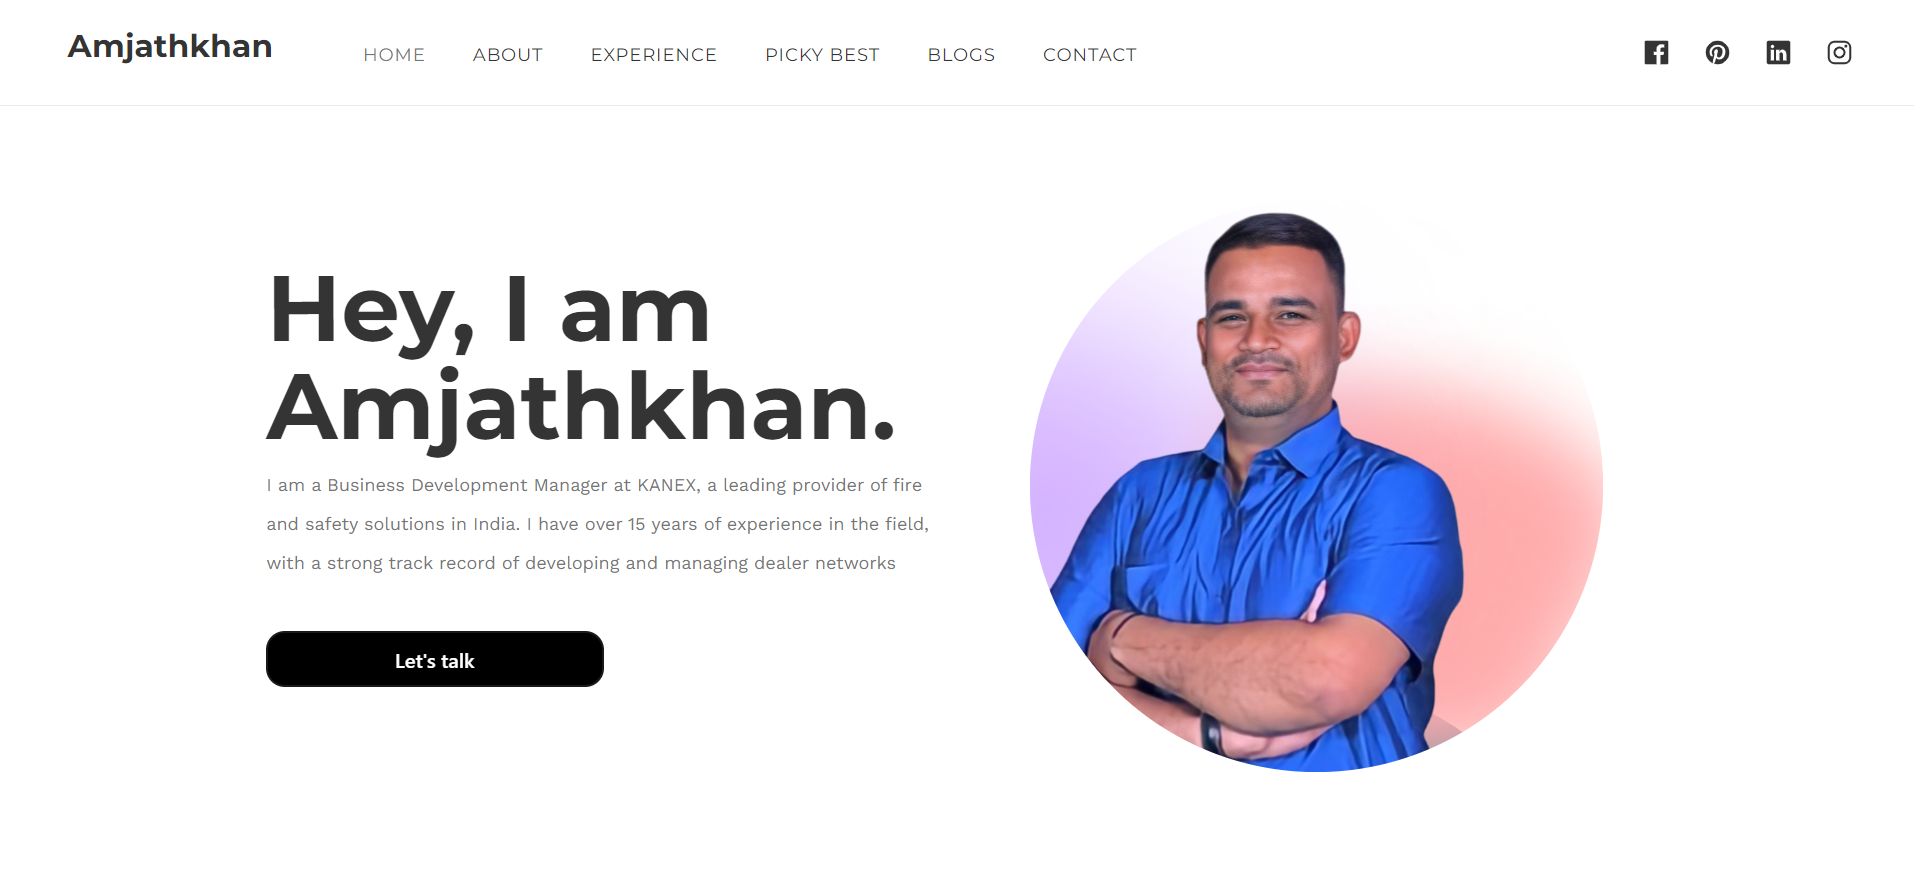 Amjathkhan
HOME ABOUT EXPERIENCE PICKY BEST BLOGS CONTACT
Hey, I am
Amjathkhan.
I am a Business Development Manager at KANEX, a leading provider of fire
and safety solutions in India. I have over 15 years of experience in the field,
with a strong track record of developing and managing dealer networks
Let's talk